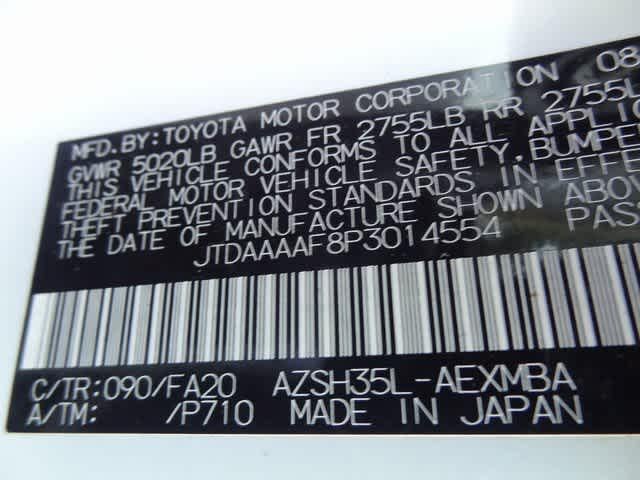 MFD. BY: TOYOTA MOTOR CORPORATION 08
GVWR 5020LB GAWR FR 2755LB RR 2755L
THIS VEHICLE CONFORMS TO ALL APPLIC
FEDERAL MOTOR VEHICLE SAFETY, BUMPE
THEFT PREVENTION STANDARDS IN EFFE
THE DATE OF MANUFACTURE SHOWN ABOV
JTDAAAAF8P3014554 PAS
C/TR: 090/FA20 AZSH35L-AEXMBA
A/TM: /P710 MADE IN JAPAN